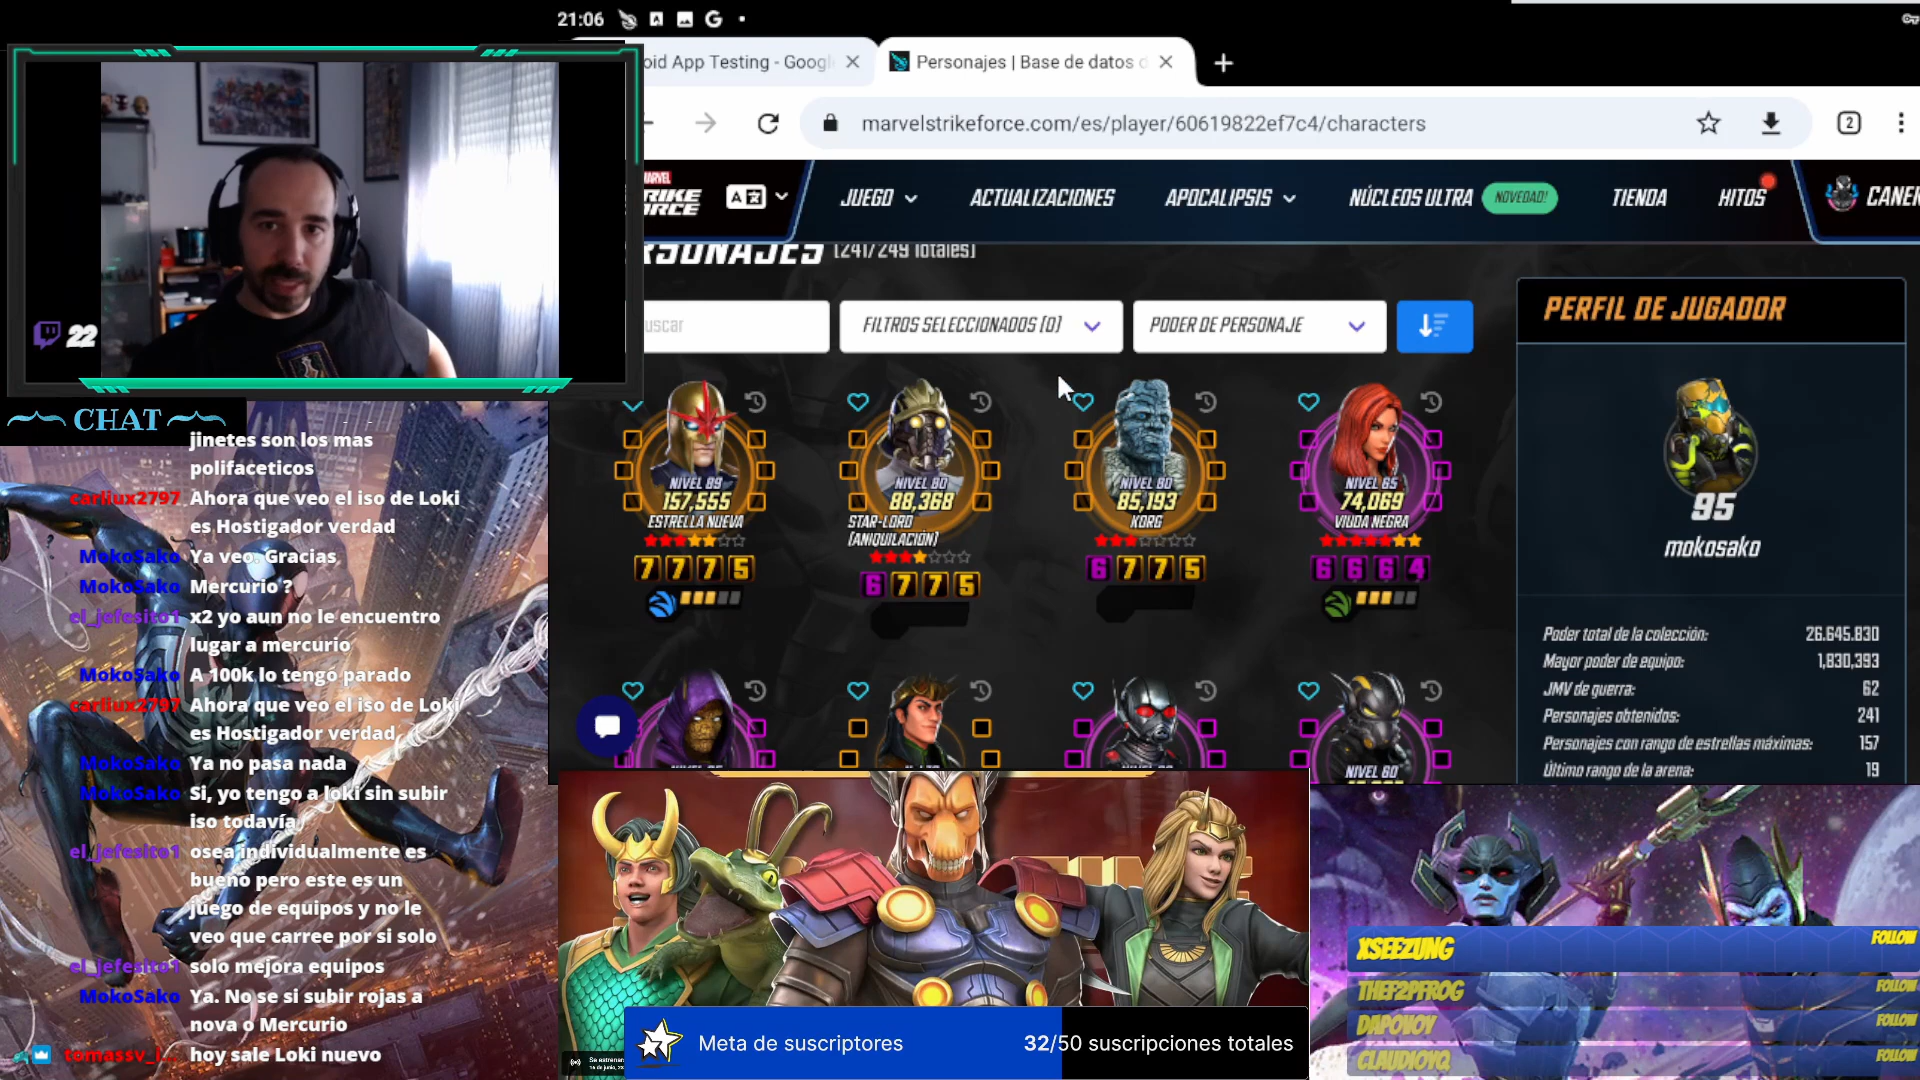 21:06
oid App Testing - Googl
Personajes | Base de datos d
marvelstrikeforce.com/es/player/60619822ef7c4/characters
2
MARVEL
RIKE
ORCE
JUEGO
ACTUALIZACIONES
APOCALIPSIS
NÚCLEOS ULTRA
NOVEDAD!
TIENDA
HITOS
CANER
RSONAJES [241/249 Totales]
uscar
FILTROS SELECCIONADOS (0)
PODER DE PERSONAJE
NIVEL 89
157,555
ESTRELLA NUEVA
7 7 7 5
NIVEL 80
88,368
STAR-LORD
(ANIQUILACIÓN)
6 7 7 5
NIVEL 80
85,193
KORG
6 7 7 5
NIVEL 65
74,069
VIUDA NEGRA
6 6 6 4
NIVEL 60
PERFIL DE JUGADOR
95
mokosako
Poder total de la colección: 26.645.830
Mayor poder de equipo: 1,830,393
JMV de guerra: 62
Personajes obtenidos: 241
Personajes con rango de estrellas máximas: 157
Último rango de la arena: 19
22
CHAT
jinetes son los mas
polifaceticos
carliux2797 Ahora que veo el iso de Loki
es Hostigador verdad
MokoSako Ya veo. Gracias
MokoSako Mercurio ?
el_jefesito1 x2 yo aun no le encuentro
lugar a mercurio
MokoSako A 100k lo tengo parado
carliux2797 Ahora que veo el iso de Loki
es Hostigador verdad
MokoSako Ya no pasa nada
MokoSako Si, yo tengo a loki sin subir
iso todavía
el_jefesito1 osea individualmente es
bueno pero este es un
juego de equipos y no le
veo que carree por si solo
el_jefesito1 solo mejora equipos
MokoSako Ya. No se si subir rojas a
nova o Mercurio
tomassv_l... hoy sale Loki nuevo
Meta de suscriptores
32/50 suscripciones totales
XSEEZUNG FOLLOW
THEF2PFROG FOLLOW
DAPOVOY FOLLOW
CLAUDIOYQ FOLLOW